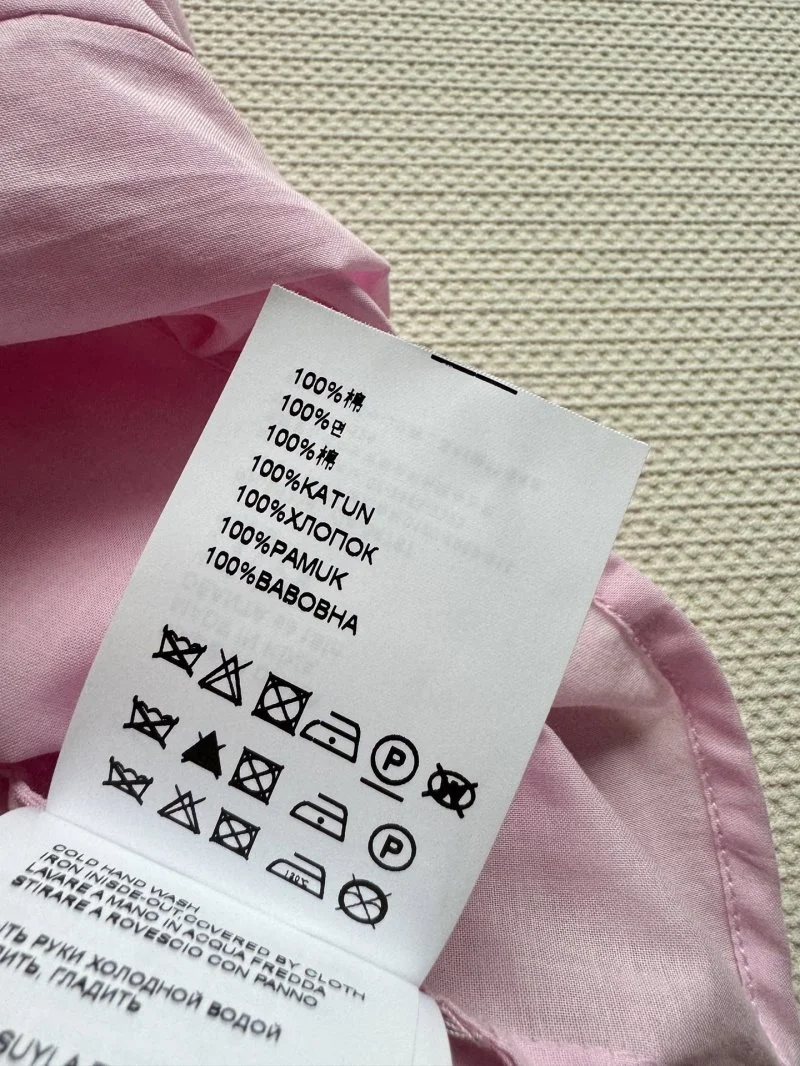 100%棉
100%면
100%棉
100%KATUN
100%ХЛОПОК
100%PAMUK
100%BABOBHA
P
P
COLD HAND WASH
IRON INISDE-OUT,COVERED BY CLOTH
LAVARE A MANO IN ACQUA FREDDA
STIRARE A ROVESCIO CON PANNO
РУКИ ХОЛОДНОЙ ВОДОЙ
ГЛАДИТЬ